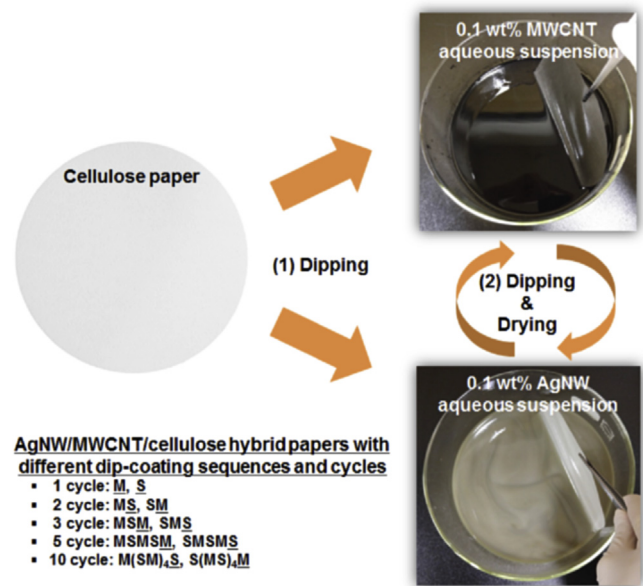 0.1 wt% MWCNT
aqueous suspension
Cellulose paper
(1) Dipping
(2) Dipping
&
Drying
0.1 wt% AgNW
aqueous suspension
AgNW/MWCNT/cellulose hybrid papers with
different dip-coating sequences and cycles
▪ 1 cycle: M, S
▪ 2 cycle: MS, SM
▪ 3 cycle: MSM, SMS
▪ 5 cycle: MSMSM, SMSMS
▪ 10 cycle: M(SM)₄S, S(MS)₄M